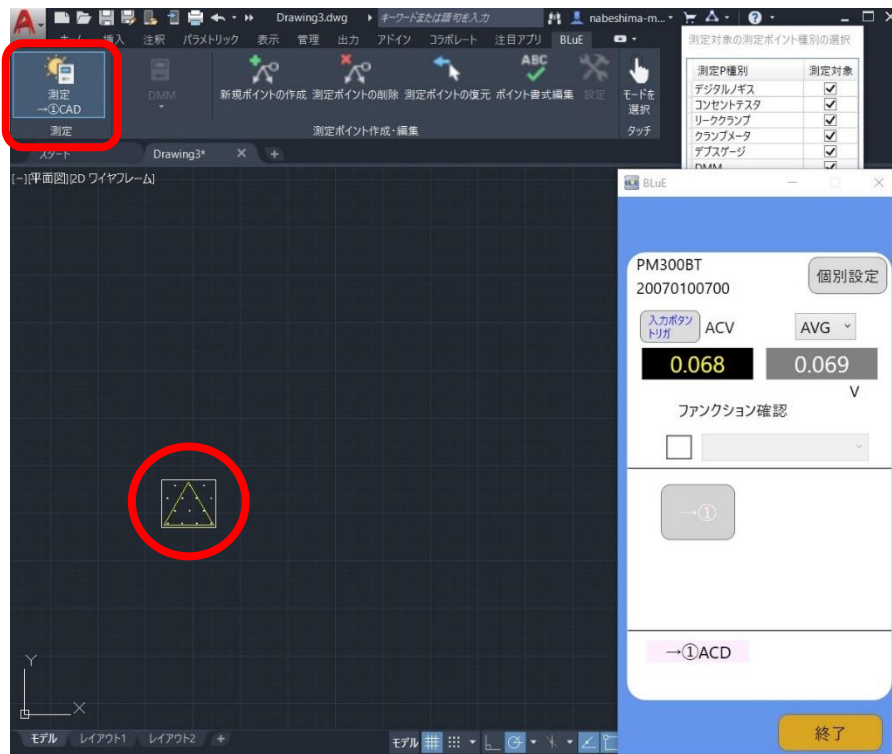 Drawing3.dwg
キーワードまたは語句を入力
nabeshima-m...
ホーム 挿入 注釈 パラメトリック 表示 管理 出力 アドイン コラボレート 注目アプリ BLuE
測定
→①CAD
DMM
新規ポイントの作成 測定ポイントの削除 測定ポイントの復元 ABC ポイント書式編集 設定
モードを
選択
測定
測定ポイント作成・編集
タッチ
測定対象の測定ポイント種別の選択
測定P種別 測定対象
デジタルノギス
コンセントテスタ
リーククランプ
クランプメータ
デプスゲージ
DMM
スタート Drawing3* × +
[−][平面図][2D ワイヤフレーム]
BLuE
PM300BT
20070100700
個別設定
入力ボタン
トリガ
ACV
AVG
0.068 0.069
V
ファンクション確認
→①
→①ACD
終了
Y
X
モデル レイアウト1 レイアウト2 +
モデル